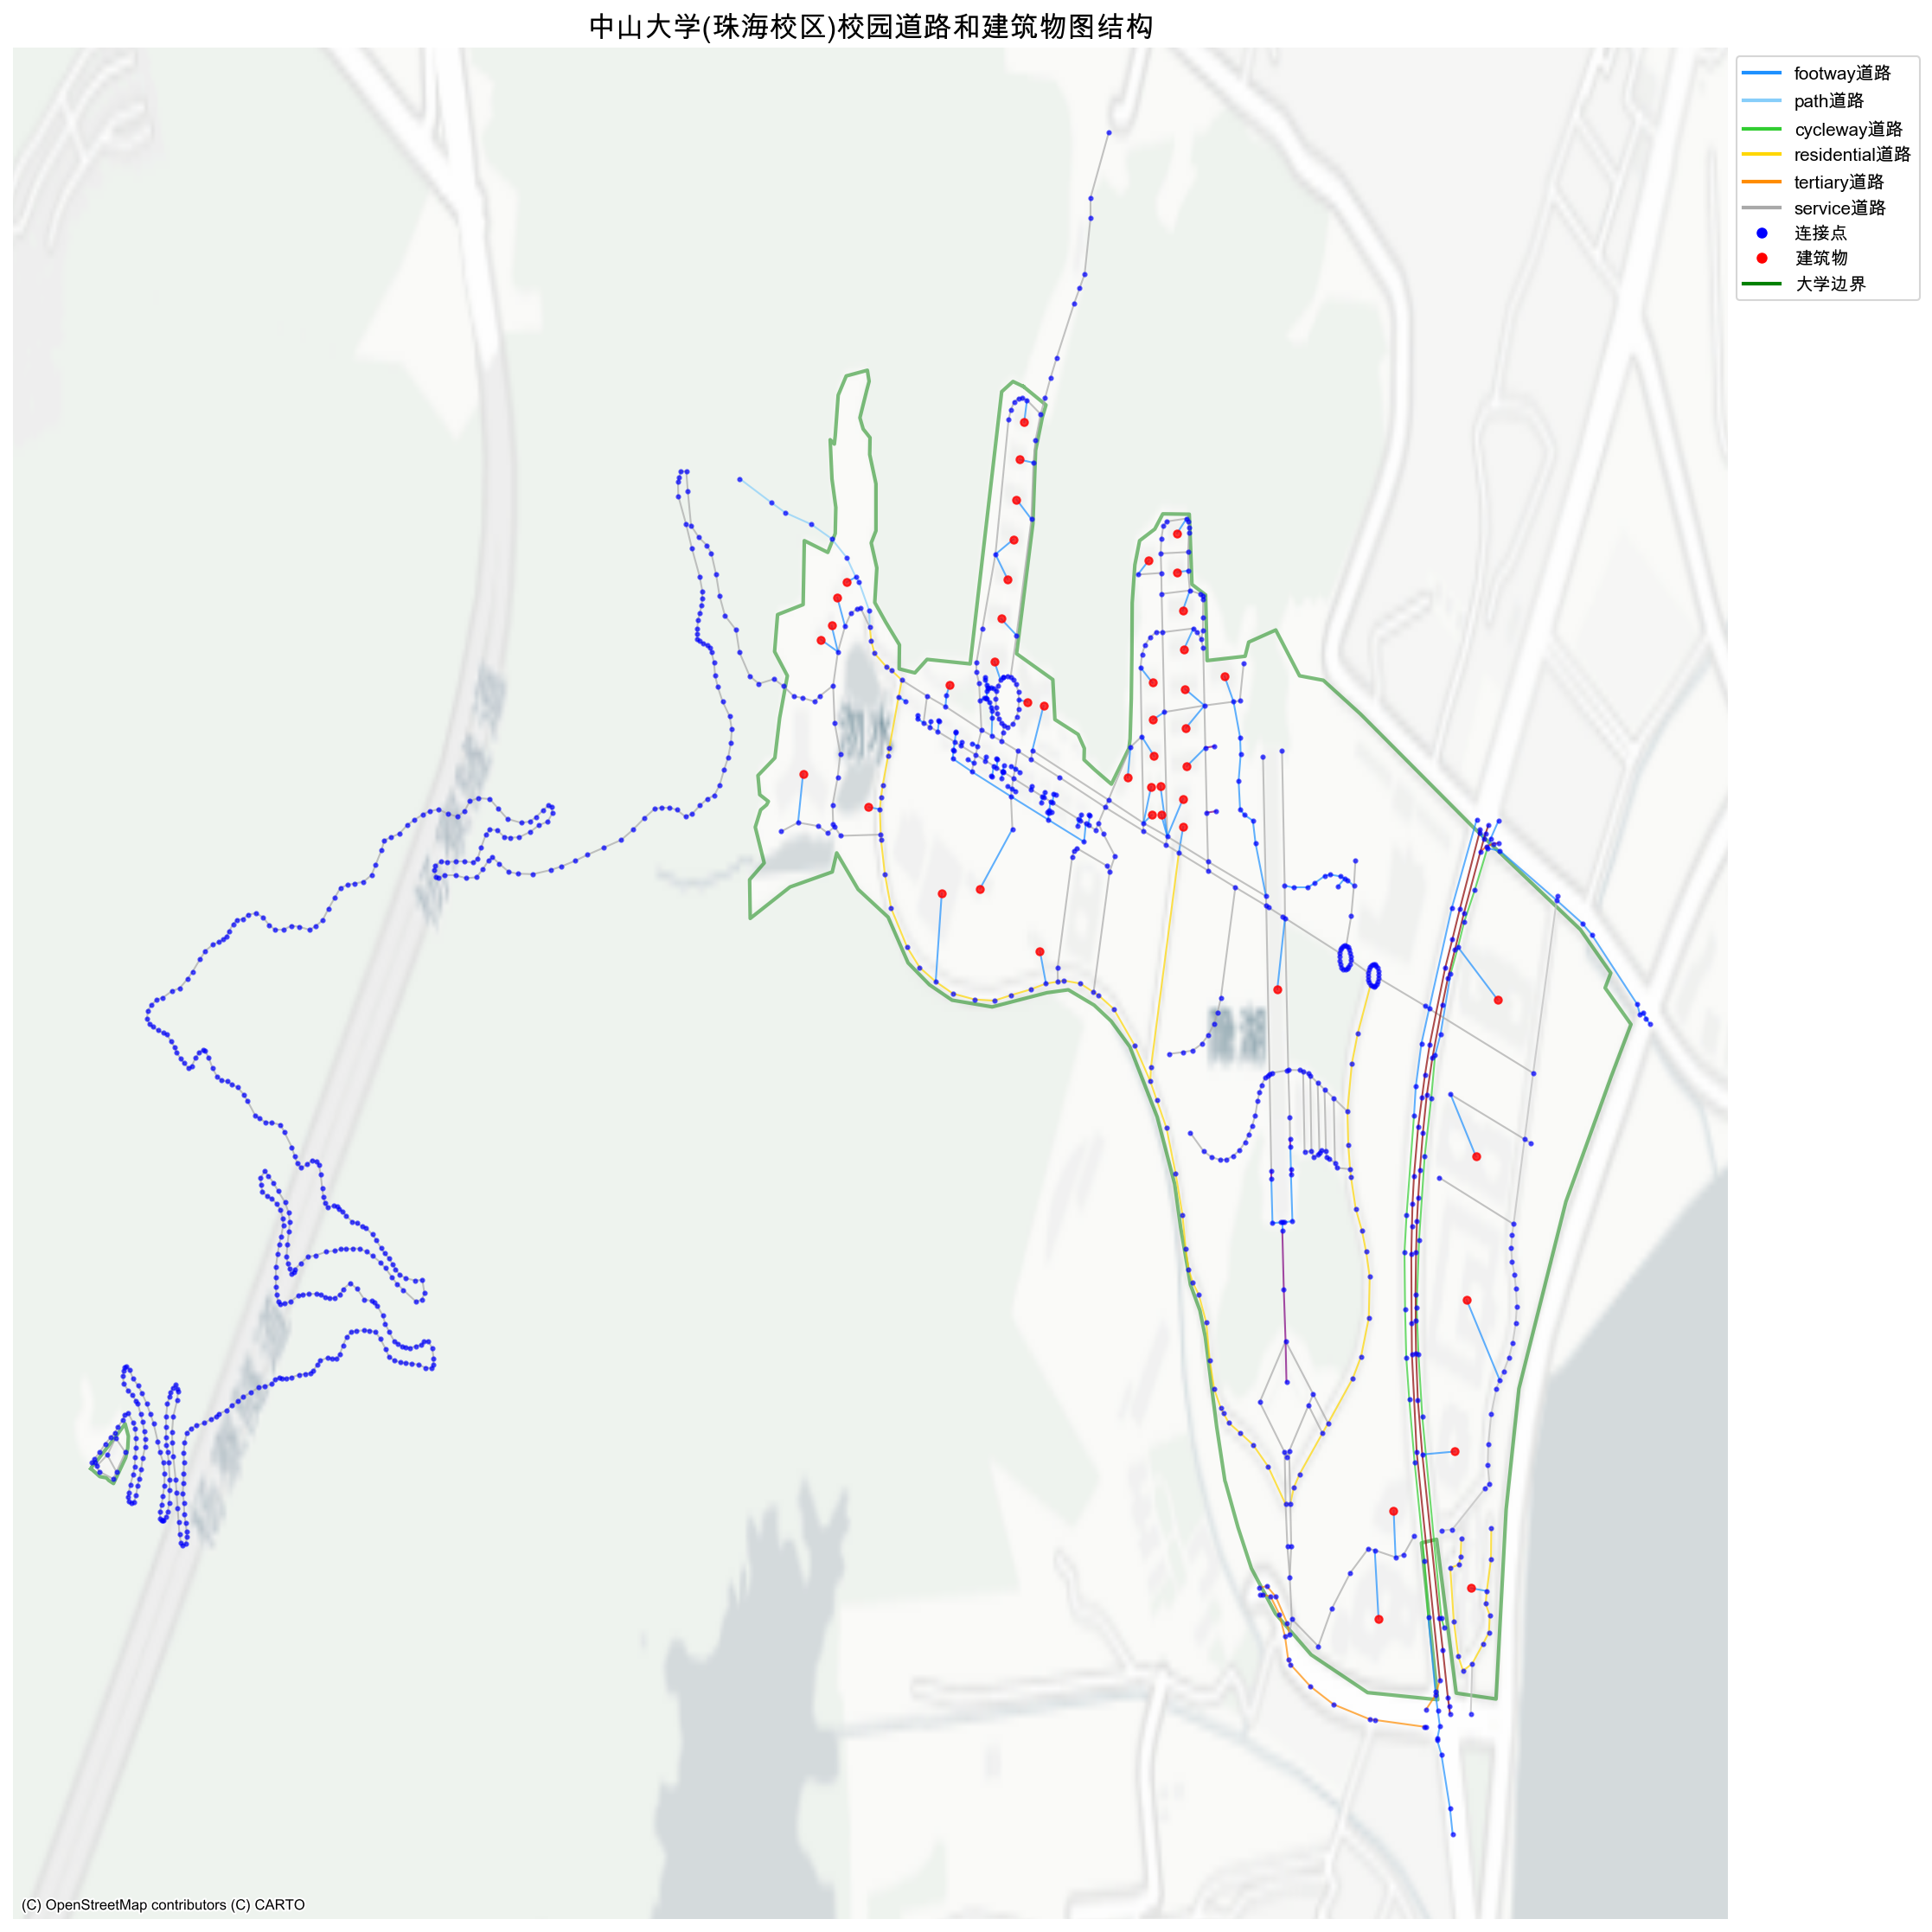 中山大学(珠海校区)校园道路和建筑物图结构
footway道路
path道路
cycleway道路
residential道路
tertiary道路
service道路
连接点
建筑物
大学边界
(C) OpenStreetMap contributors (C) CARTO